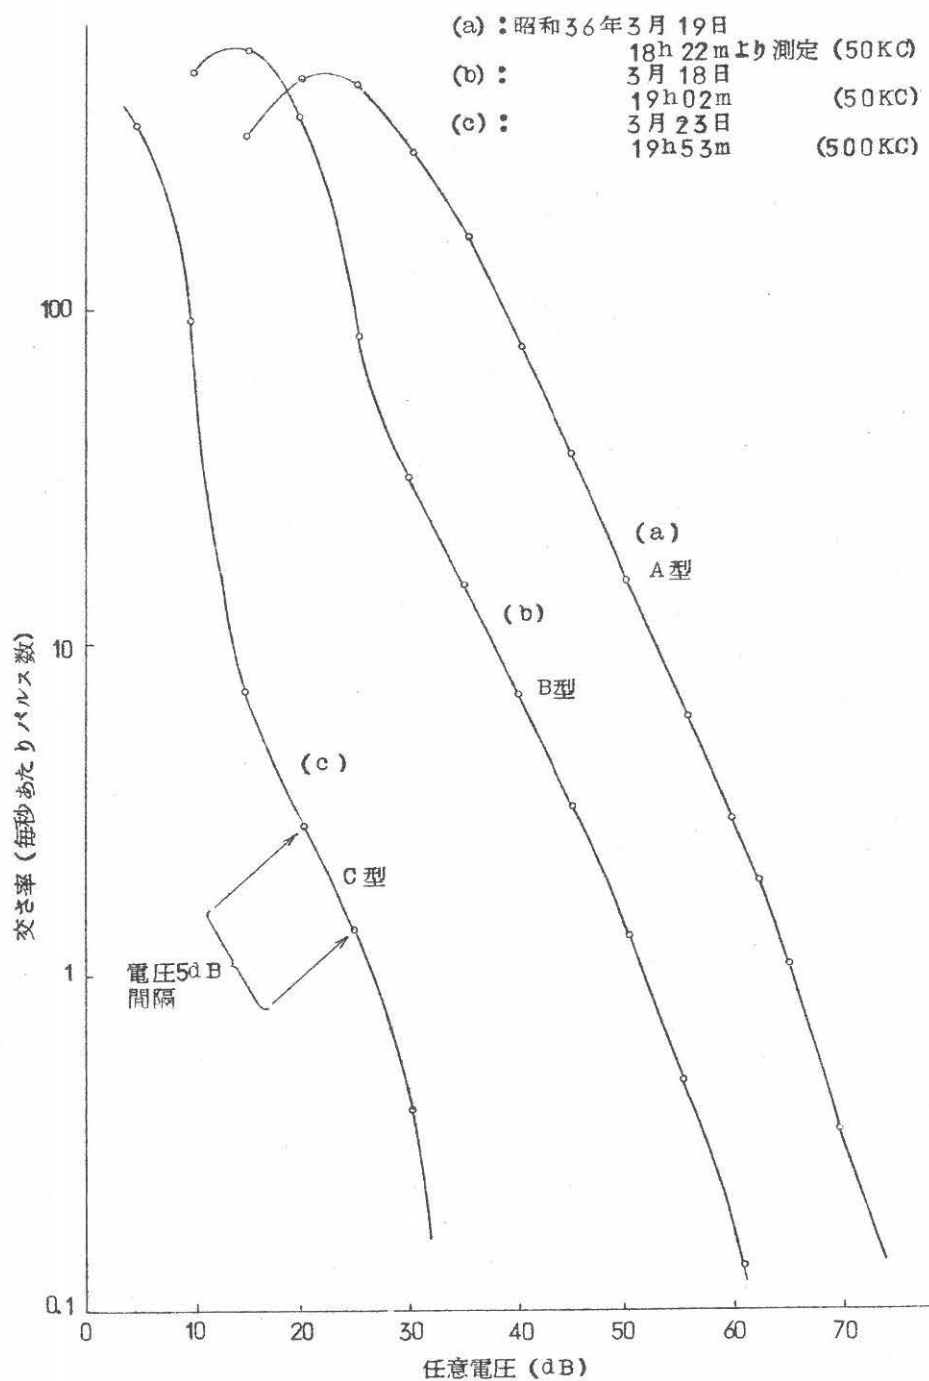 (a) : 昭和36年3月19日
18h 22mより測定 (50KC)
(b) : 3月18日
19h02m (50KC)
(c) : 3月23日
19h53m (500KC)
100
10
1
0.1
交さ率 (毎秒あたりパルス数)
(a)
A型
(b)
B型
(c)
C型
電圧5dB
間隔
0 10 20 30 40 50 60 70
任意電圧 (dB)